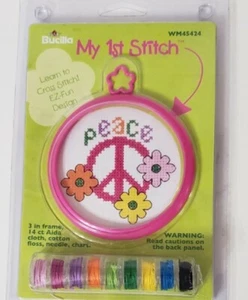 Bucilla
My 1st Stitch
WM45434
Learn to
Cross Stitch!
EZ Fun
Design
peace
3 in frame,
14 ct Aida
cloth, cotton
floss, needle, chart.
WARNING:
Read cautions on
the back panel.